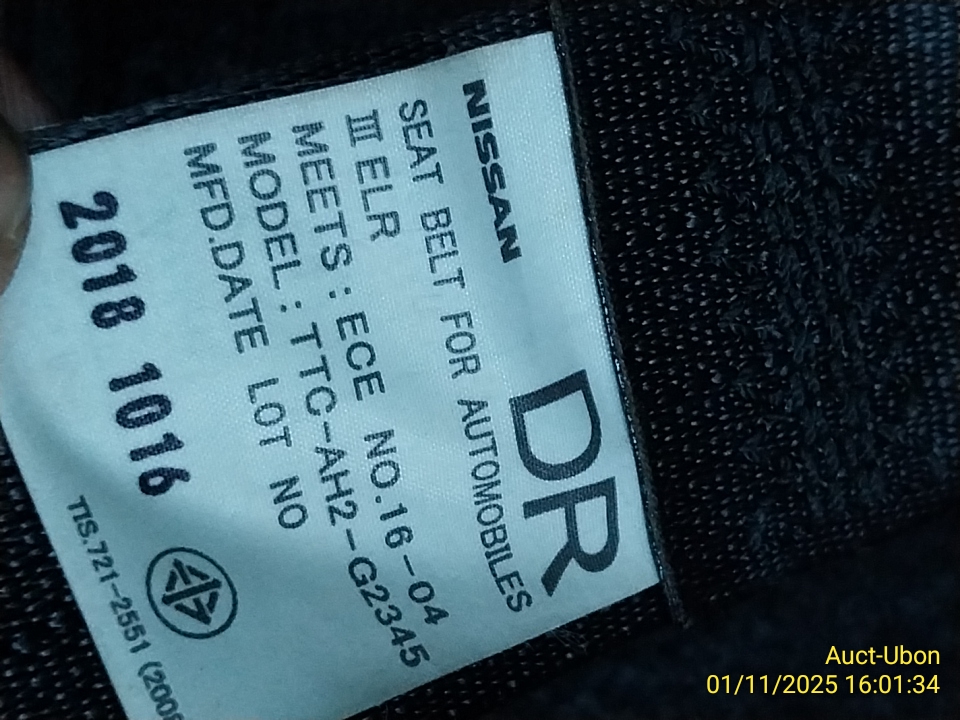 NISSAN DR
SEAT BELT FOR AUTOMOBILES
III ELR
MEETS : ECE NO.16-04
MODEL : TTC-AH2-G2345
MFD.DATE LOT NO
2018 1016
TIS.721-2551 (2008
Auct-Ubon
01/11/2025 16:01:34